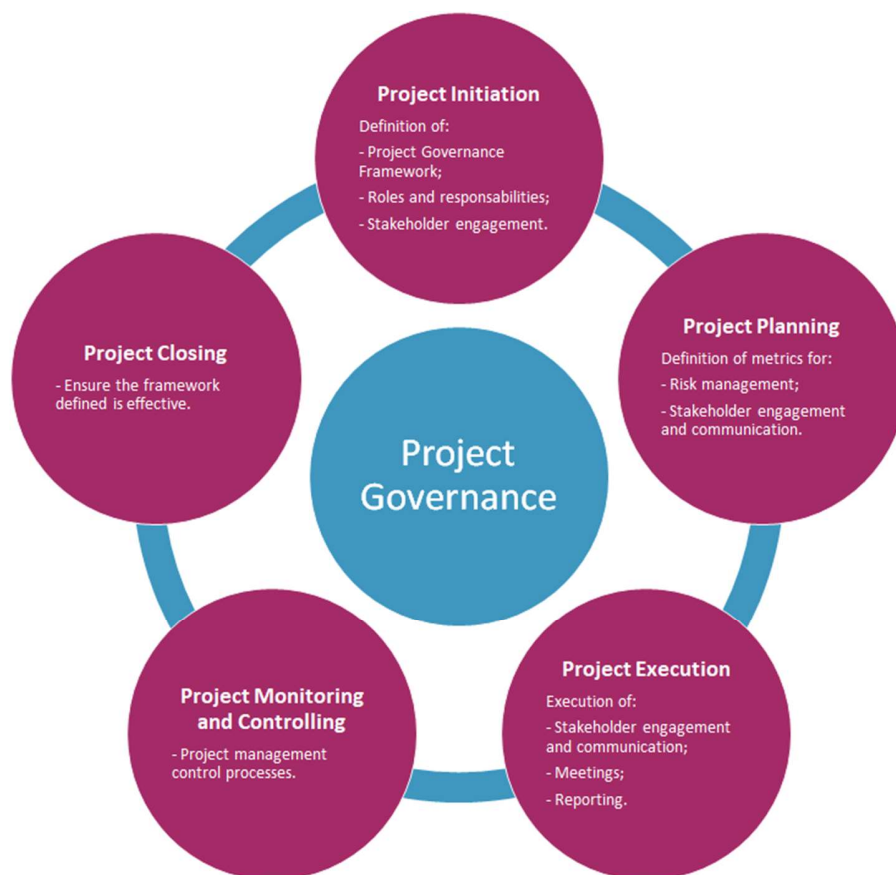 Project Initiation
Definition of:
- Project Governance
Framework;
- Roles and responsabilities;
- Stakeholder engagement.
Project Planning
Definition of metrics for:
- Risk management;
- Stakeholder engagement
and communication.
Project Execution
Execution of:
- Stakeholder engagement
and communication;
- Meetings;
- Reporting.
Project Monitoring
and Controlling
- Project management
control processes.
Project Closing
- Ensure the framework
defined is effective.
Project
Governance